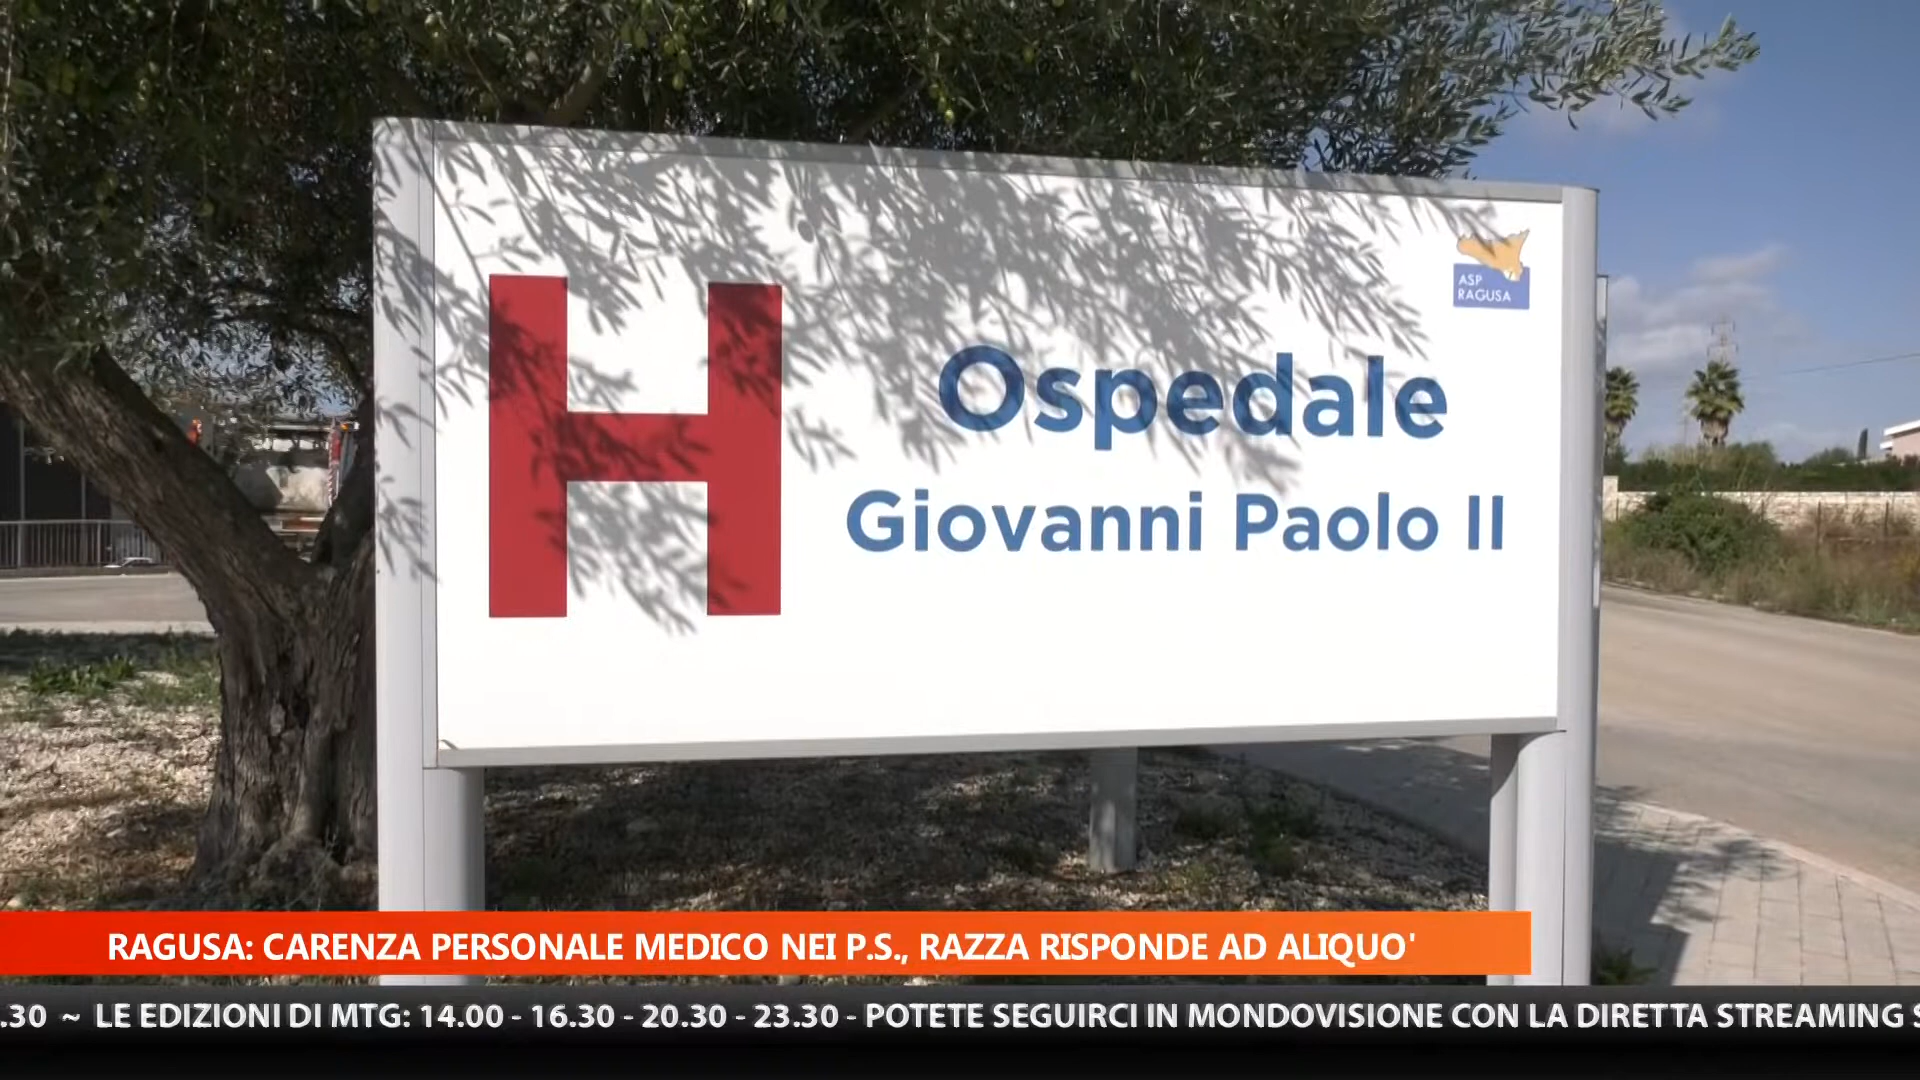 H
ASP
RAGUSA
Ospedale
Giovanni Paolo II
RAGUSA: CARENZA PERSONALE MEDICO NEI P.S., RAZZA RISPONDE AD ALIQUO'
.30 ~ LE EDIZIONI DI MTG: 14.00 - 16.30 - 20.30 - 23.30 - POTETE SEGUIRCI IN MONDOVISIONE CON LA DIRETTA STREAMING S